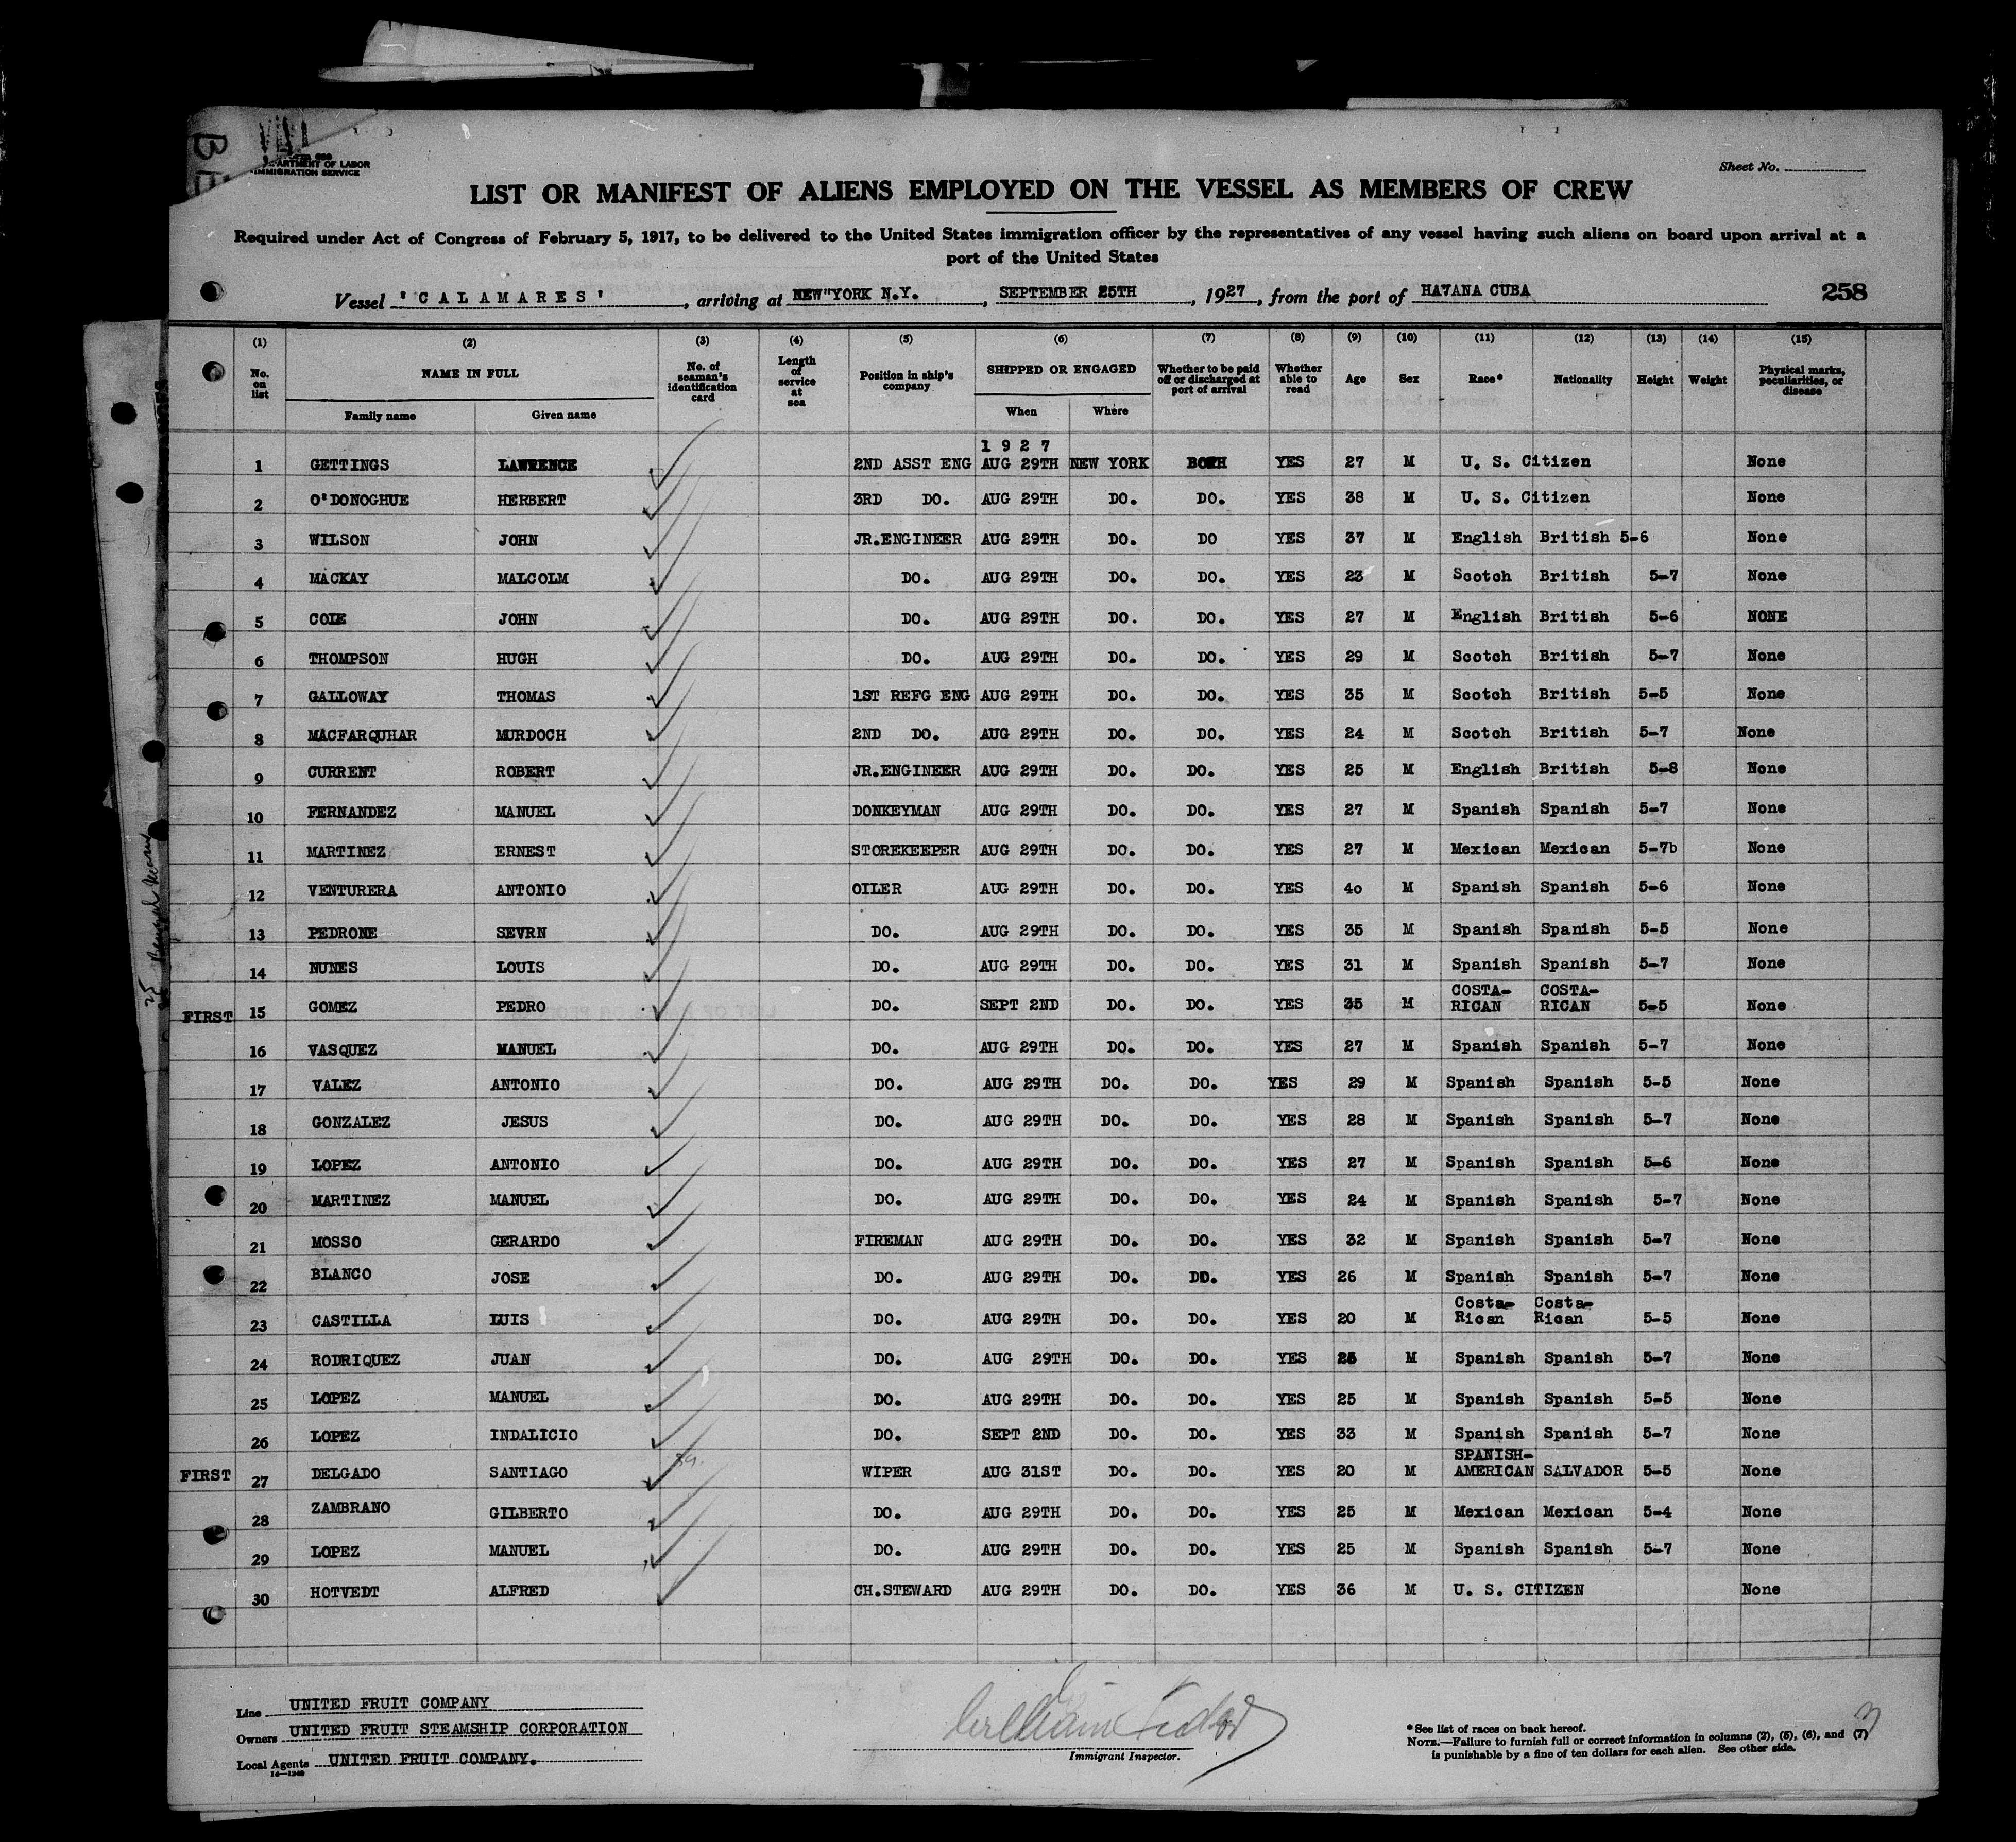 BE
DEPARTMENT OF LABOR
IMMIGRATION SERVICE
Sheet No.
LIST OR MANIFEST OF ALIENS EMPLOYED ON THE VESSEL AS MEMBERS OF CREW
Required under Act of Congress of February 5, 1917, to be delivered to the United States immigration officer by the representatives of any vessel having such aliens on board upon arrival at a
port of the United States
Vessel 'CALAMARES', arriving at NEW"YORK N.Y., SEPTEMBER 25TH, 1927, from the port of HAVANA CUBA 258
(1) (2) (3) (4) (5) (6) (7) (8) (9) (10) (11) (12) (13) (14) (15)
No. on list NAME IN FULL Family name Given name No. of seaman's identification card Length of service at sea Position in ship's company SHIPPED OR ENGAGED When Where Whether to be paid off or discharged at port of arrival Whether able to read Age Sex Race* Nationality Height Weight Physical marks, peculiarities, or disease
1927
1 GETTINGS LAWRENCE 2ND ASST ENG AUG 29TH NEW YORK BOTH YES 27 M U. S. Citizen None
2 O'DONOGHUE HERBERT 3RD DO. AUG 29TH DO. DO. YES 38 M U. S. Citizen None
3 WILSON JOHN JR.ENGINEER AUG 29TH DO. DO YES 37 M English British 5-6 None
4 MACKAY MALCOLM DO. AUG 29TH DO. DO. YES 23 M Scotch British 5-7 None
5 COIE JOHN DO. AUG 29TH DO. DO. YES 27 M English British 5-6 NONE
6 THOMPSON HUGH DO. AUG 29TH DO. DO. YES 29 M Scotch British 5-7 None
7 GALLOWAY THOMAS 1ST REFG ENG AUG 29TH DO. DO. YES 35 M Scotch British 5-5 None
8 MACFARQUHAR MURDOCH 2ND DO. AUG 29TH DO. DO. YES 24 M Scotch British 5-7 None
9 CURRENT ROBERT JR.ENGINEER AUG 29TH DO. DO. YES 25 M English British 5-8 None
10 FERNANDEZ MANUEL DONKEYMAN AUG 29TH DO. DO. YES 27 M Spanish Spanish 5-7 None
11 MARTINEZ ERNEST STOREKEEPER AUG 29TH DO. DO. YES 27 M Mexican Mexican 5-7b None
12 VENTURERA ANTONIO OILER AUG 29TH DO. DO. YES 4o M Spanish Spanish 5-6 None
13 PEDRONE SEVRN DO. AUG 29TH DO. DO. YES 35 M Spanish Spanish 5-5 None
14 NUNES LOUIS DO. AUG 29TH DO. DO. YES 31 M Spanish Spanish 5-7 None
FIRST 15 GOMEZ PEDRO DO. SEPT 2ND DO. DO. YES 35 M COSTA-RICAN COSTA-RICAN 5-5 None
16 VASQUEZ MANUEL DO. AUG 29TH DO. DO. YES 27 M Spanish Spanish 5-7 None
17 VALEZ ANTONIO DO. AUG 29TH DO. DO. YES 29 M Spanish Spanish 5-5 None
18 GONZALEZ JESUS DO. AUG 29TH DO. DO. YES 28 M Spanish Spanish 5-7 None
19 LOPEZ ANTONIO DO. AUG 29TH DO. DO. YES 27 M Spanish Spanish 5-6 None
20 MARTINEZ MANUEL DO. AUG 29TH DO. DO. YES 24 M Spanish Spanish 5-7 None
21 MOSSO GERARDO FIREMAN AUG 29TH DO. DO. YES 32 M Spanish Spanish 5-7 None
22 BLANCO JOSE DO. AUG 29TH DO. DO. YES 26 M Spanish Spanish 5-7 None
23 CASTILLA LUIS DO. AUG 29TH DO. DO. YES 20 M Costa-Rican Costa-Rican 5-5 None
24 RODRIQUEZ JUAN DO. AUG 29TH DO. DO. YES 25 M Spanish Spanish 5-7 None
25 LOPEZ MANUEL DO. AUG 29TH DO. DO. YES 25 M Spanish Spanish 5-5 None
26 LOPEZ INDALICIO DO. SEPT 2ND DO. DO. YES 33 M Spanish Spanish 5-7 None
FIRST 27 DELGADO SANTIAGO WIPER AUG 31ST DO. DO. YES 20 M SPANISH-AMERICAN SALVADOR 5-5 None
28 ZAMBRANO GILBERTO DO. AUG 29TH DO. DO. YES 25 M Mexican Mexican 5-4 None
29 LOPEZ MANUEL DO. AUG 29TH DO. DO. YES 25 M Spanish Spanish 5-7 None
30 HOTVEDT ALFRED CH.STEWARD AUG 29TH DO. DO. YES 36 M U. S. CITIZEN None
Line UNITED FRUIT COMPANY
Owners UNITED FRUIT STEAMSHIP CORPORATION
Local Agents UNITED FRUIT COMPANY.
14—1240
William
Immigrant Inspector.
*See list of races on back hereof.
NOTE.—Failure to furnish full or correct information in columns (2), (5), (6), and (7)
is punishable by a fine of ten dollars for each alien. See other side.